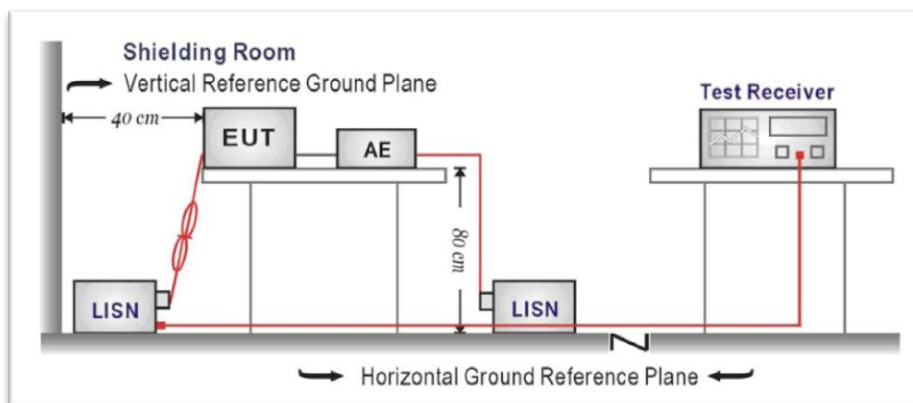 Shielding Room
Vertical Reference Ground Plane
40 cm
EUT
AE
Test Receiver
80 cm
LISN
LISN
Horizontal Ground Reference Plane